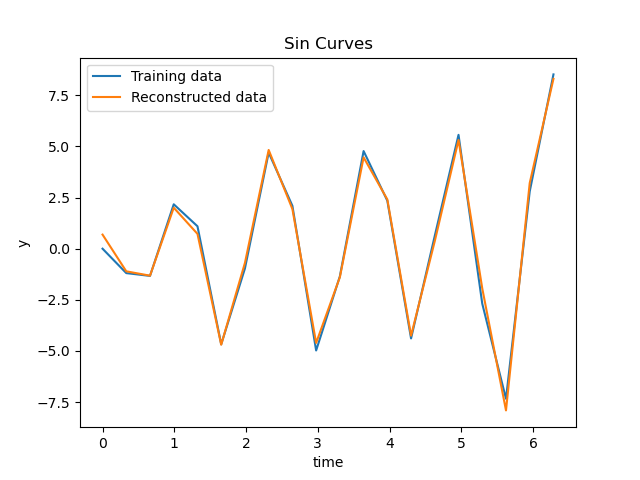 Sin Curves
Training data
Reconstructed data
7.5
5.0
2.5
0.0
−2.5
−5.0
−7.5
y
0 1 2 3 4 5 6
time